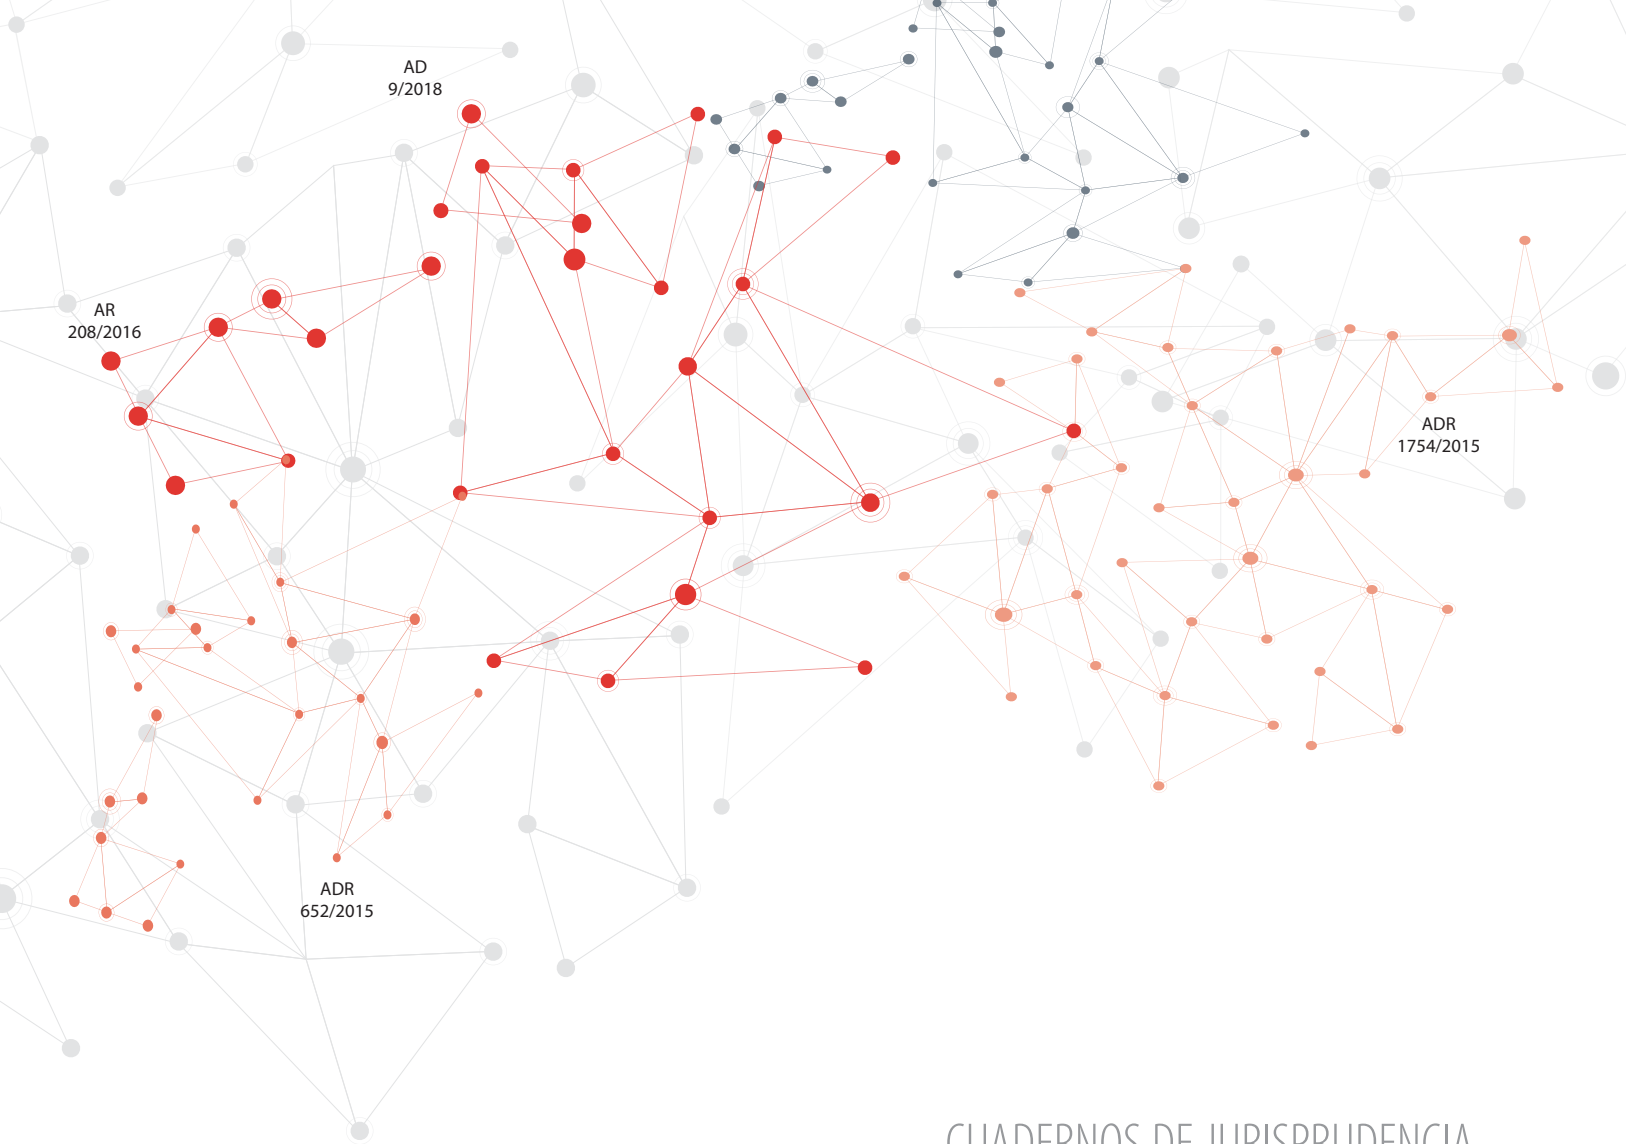 AD
9/2018
AR
208/2016
ADR
1754/2015
ADR
652/2015
CUADERNOS DE JURISPRUDENCIA